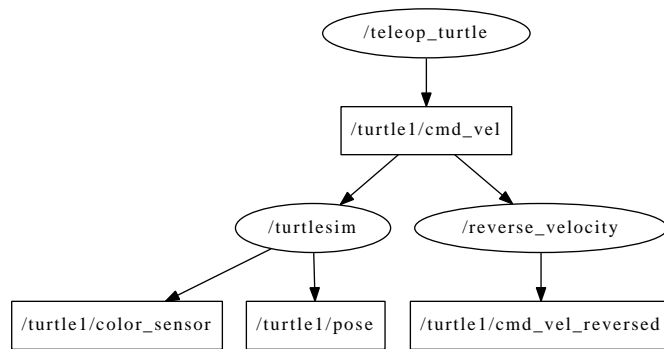 /teleop_turtle
/turtle1/cmd_vel
/turtlesim
/reverse_velocity
/turtle1/color_sensor
/turtle1/pose
/turtle1/cmd_vel_reversed